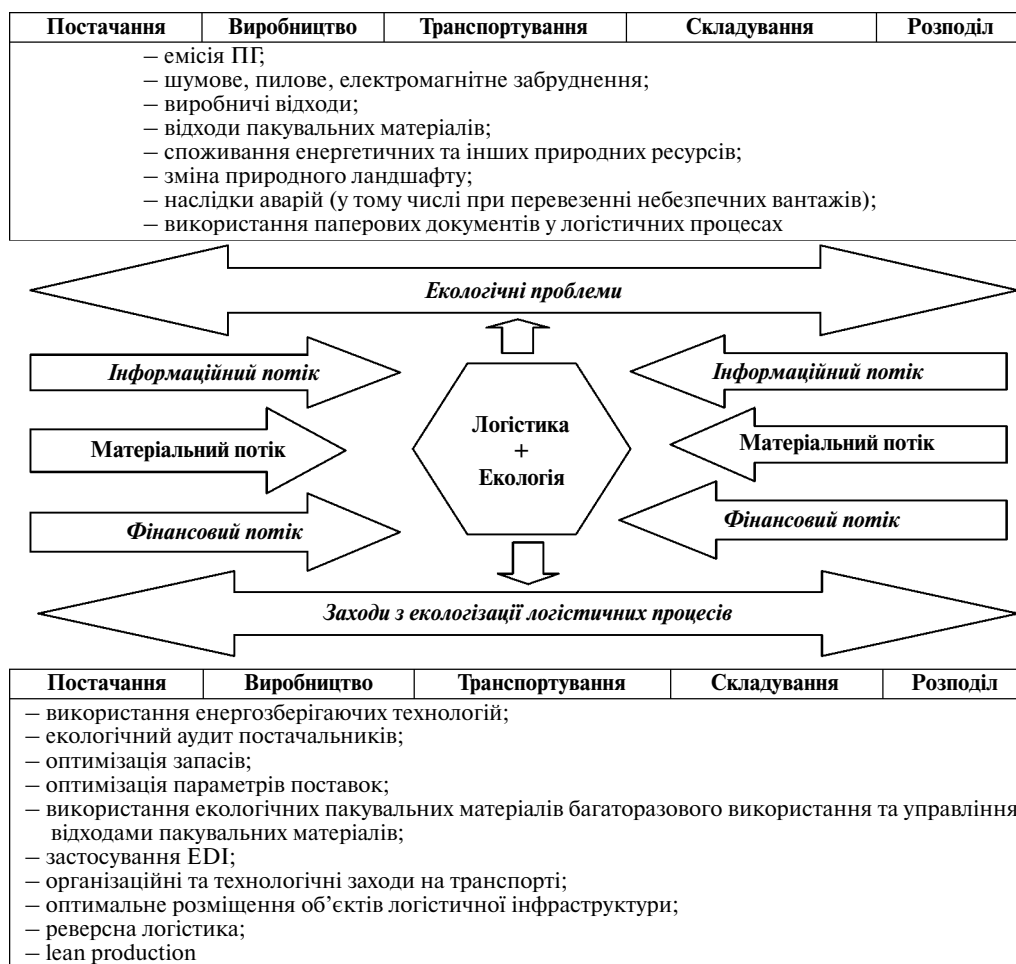 Постачання Виробництво Транспортування Складування Розподіл
– емісія ПГ;
– шумове, пилове, електромагнітне забруднення;
– виробничі відходи;
– відходи пакувальних матеріалів;
– споживання енергетичних та інших природних ресурсів;
– зміна природного ландшафту;
– наслідки аварій (у тому числі при перевезенні небезпечних вантажів);
– використання паперових документів у логістичних процесах
Екологічні проблеми
Інформаційний потік
Інформаційний потік
Матеріальний потік
Логістика
+
Екологія
Матеріальний потік
Фінансовий потік
Фінансовий потік
Заходи з екологізації логістичних процесів
Постачання Виробництво Транспортування Складування Розподіл
– використання енергозберігаючих технологій;
– екологічний аудит постачальників;
– оптимізація запасів;
– оптимізація параметрів поставок;
– використання екологічних пакувальних матеріалів багаторазового використання та управління
відходами пакувальних матеріалів;
– застосування EDI;
– організаційні та технологічні заходи на транспорті;
– оптимальне розміщення об’єктів логістичної інфраструктури;
– реверсна логістика;
– lean production